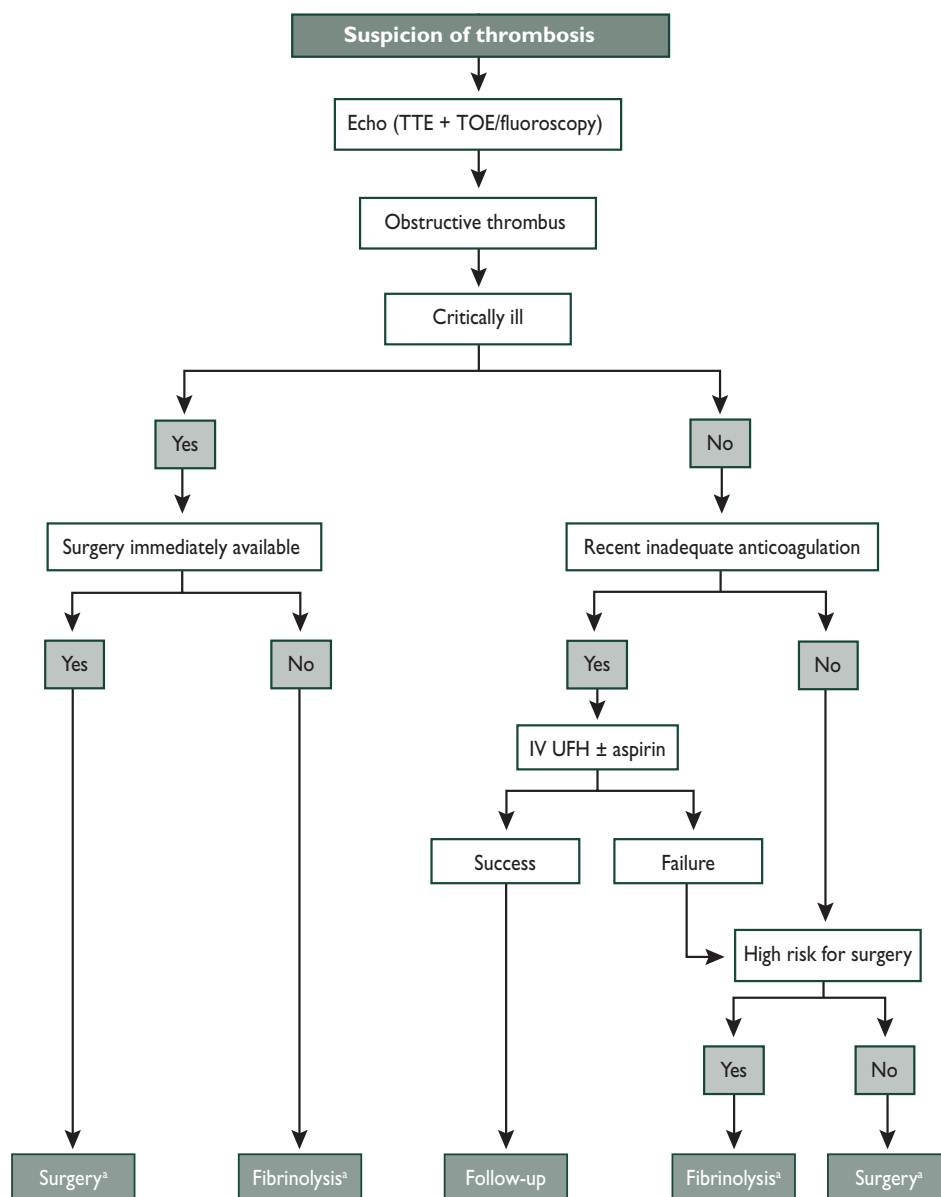 Suspicion of thrombosis
Echo (TTE + TOE/fluoroscopy)
Obstructive thrombus
Critically ill
Yes
No
Surgery immediately available
Recent inadequate anticoagulation
Yes
No
Yes
No
IV UFH ± aspirin
Success
Failure
High risk for surgery
Yes
No
Surgeryᵃ
Fibrinolysisᵃ
Follow-up
Fibrinolysisᵃ
Surgeryᵃ